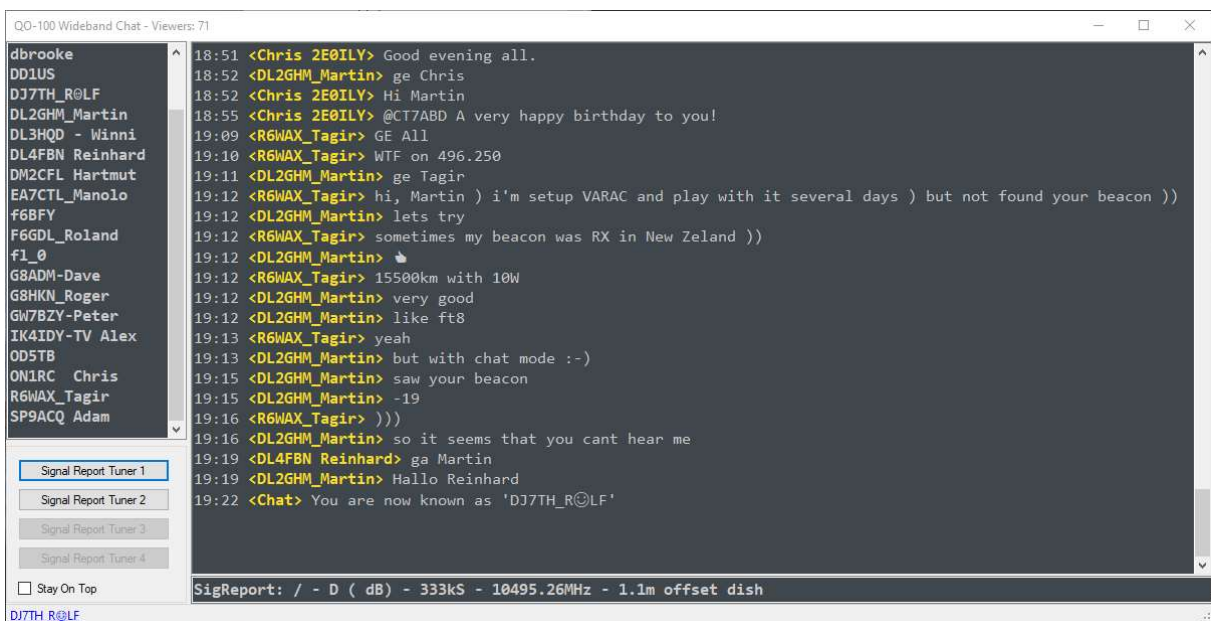 QO-100 Wideband Chat - Viewers: 71
dbrooke
DD1US
DJ7TH_R☺LF
DL2GHM_Martin
DL3HQD - Winni
DL4FBN Reinhard
DM2CFL Hartmut
EA7CTL_Manolo
f6BFY
F6GDL_Roland
f1_0
G8ADM-Dave
G8HKN_Roger
GW7BZY-Peter
IK4IDY-TV Alex
OD5TB
ON1RC  Chris
R6WAX_Tagir
SP9ACQ Adam
18:51 <Chris 2E0ILY> Good evening all.
18:52 <DL2GHM_Martin> ge Chris
18:52 <Chris 2E0ILY> Hi Martin
18:55 <Chris 2E0ILY> @CT7ABD A very happy birthday to you!
19:09 <R6WAX_Tagir> GE All
19:10 <R6WAX_Tagir> WTF on 496.250
19:11 <DL2GHM_Martin> ge Tagir
19:12 <R6WAX_Tagir> hi, Martin ) i'm setup VARAC and play with it several days ) but not found your beacon ))
19:12 <DL2GHM_Martin> lets try
19:12 <R6WAX_Tagir> sometimes my beacon was RX in New Zeland ))
19:12 <DL2GHM_Martin> 👆
19:12 <R6WAX_Tagir> 15500km with 10W
19:12 <DL2GHM_Martin> very good
19:12 <DL2GHM_Martin> like ft8
19:13 <R6WAX_Tagir> yeah
19:13 <DL2GHM_Martin> but with chat mode :-)
19:15 <DL2GHM_Martin> saw your beacon
19:15 <DL2GHM_Martin> -19
19:16 <R6WAX_Tagir> )))
19:16 <DL2GHM_Martin> so it seems that you cant hear me
19:19 <DL4FBN Reinhard> ga Martin
19:19 <DL2GHM_Martin> Hallo Reinhard
19:22 <Chat> You are now known as 'DJ7TH_R☺LF'
Signal Report Tuner 1
Signal Report Tuner 2
Signal Report Tuner 3
Signal Report Tuner 4
Stay On Top
SigReport: / - D ( dB) - 333kS - 10495.26MHz - 1.1m offset dish
DJ7TH_R☺LF